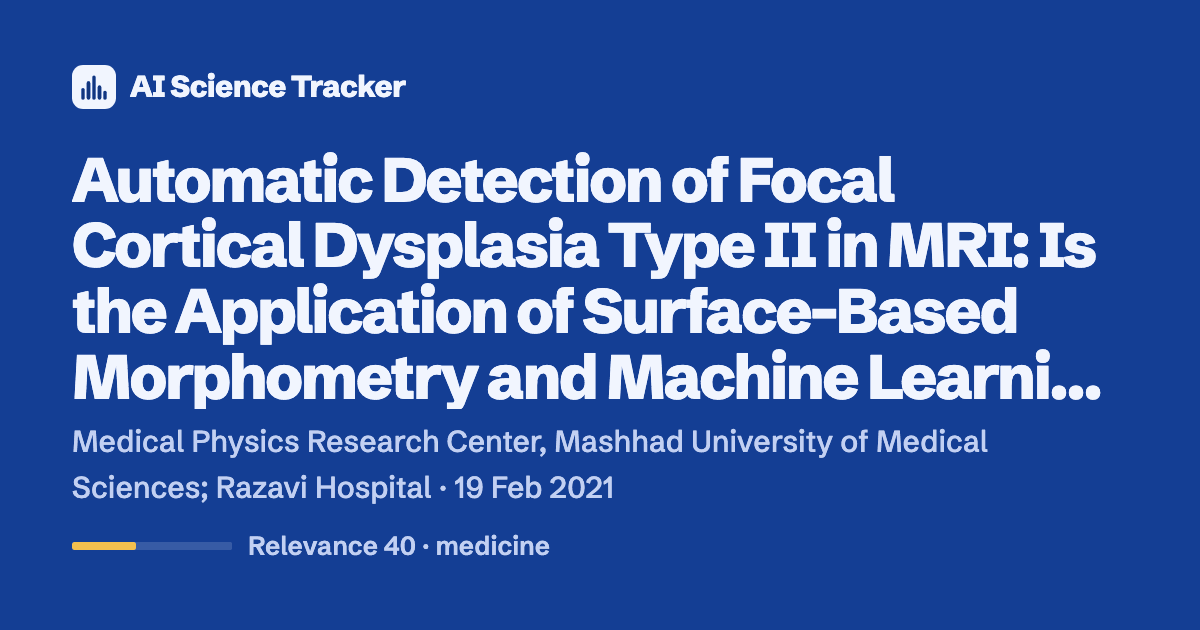 AI Science Tracker
Automatic Detection of Focal
Cortical Dysplasia Type II in MRI: Is
the Application of Surface-Based
Morphometry and Machine Learni...
Medical Physics Research Center, Mashhad University of Medical
Sciences; Razavi Hospital · 19 Feb 2021
Relevance 40 · medicine